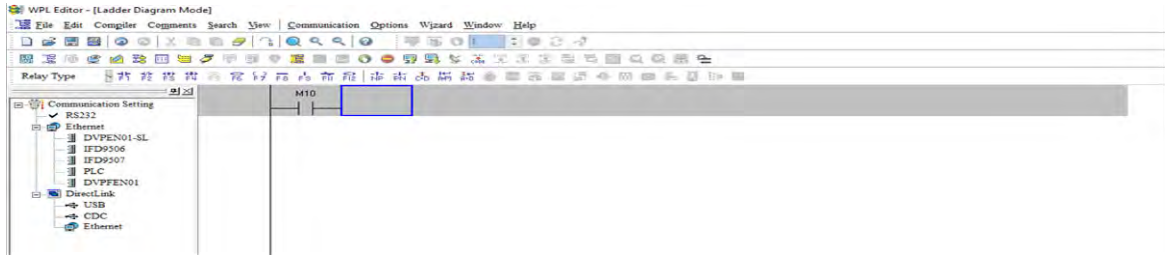 WPL Editor - [Ladder Diagram Mode]
File Edit Compiler Comments Search View Communication Options Wizard Window Help
Relay Type
M10
Communication Setting
RS232
Ethernet
DVPEN01-SL
IFD9506
IFD9507
PLC
DVPFEN01
DirectLink
USB
CDC
Ethernet